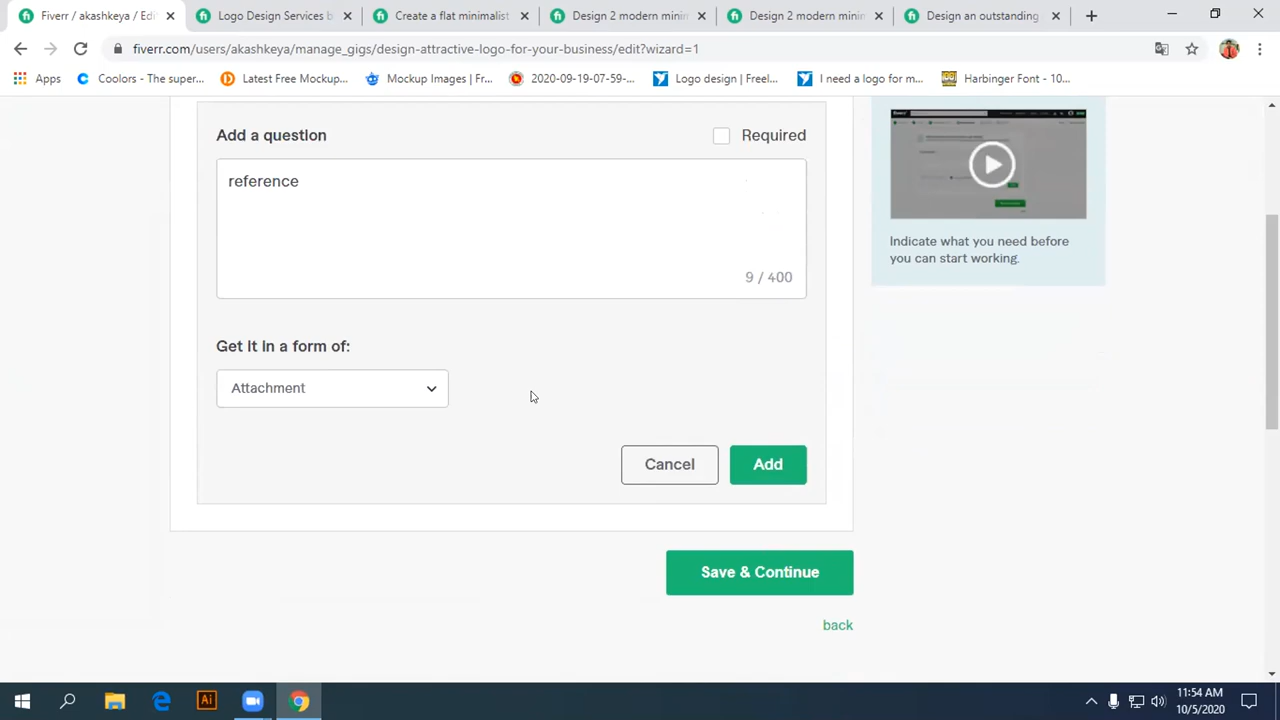 Fiverr / akashkeya / Edi
Logo Design Services b
Create a flat minimalist
Design 2 modern minim
Design 2 modern minim
Design an outstanding
fiverr.com/users/akashkeya/manage_gigs/design-attractive-logo-for-your-business/edit?wizard=1
Apps
Coolors - The super...
Latest Free Mockup...
Mockup Images | Fr...
2020-09-19-07-59-...
Logo design | Freel...
I need a logo for m...
Harbinger Font - 10...
Add a question
Required
reference
9 / 400
Indicate what you need before
you can start working.
Get it in a form of:
Attachment
Cancel
Add
Save & Continue
back
Ai
11:54 AM
10/5/2020